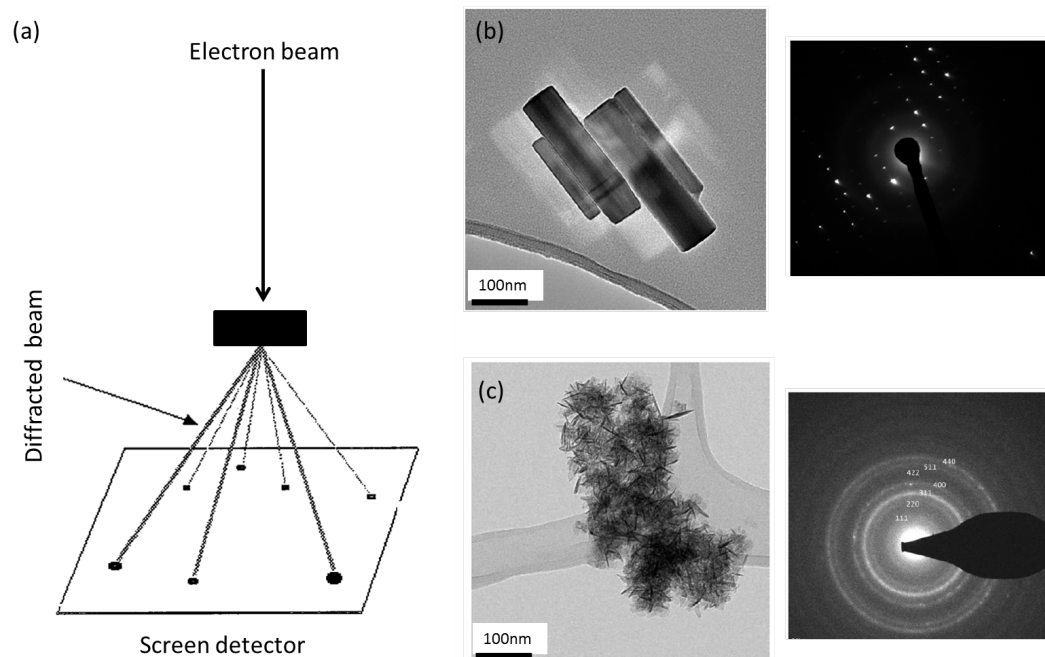 (a)
Electron beam
Diffracted beam
Screen detector
(b)
100nm
(c)
100nm
440
511
422
400
311
220
111